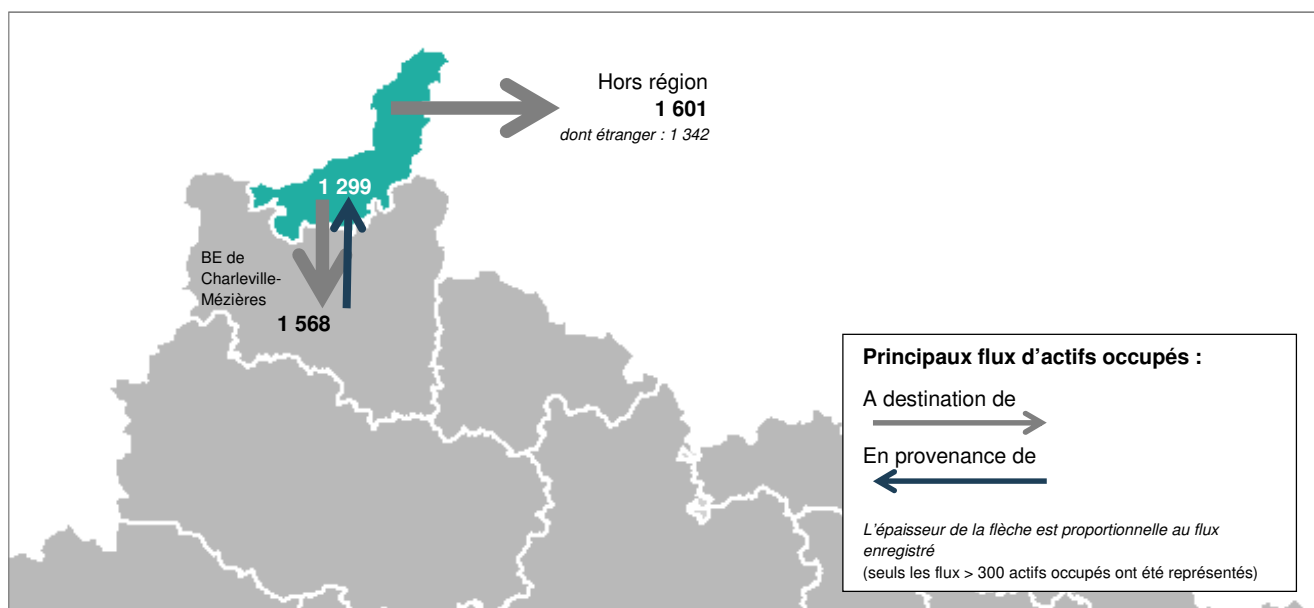 Hors région
1 601
dont étranger : 1 342
1 299
BE de
Charleville-
Mézières
1 568
Principaux flux d’actifs occupés :
A destination de
En provenance de
L’épaisseur de la flèche est proportionnelle au flux
enregistré
(seuls les flux > 300 actifs occupés ont été représentés)